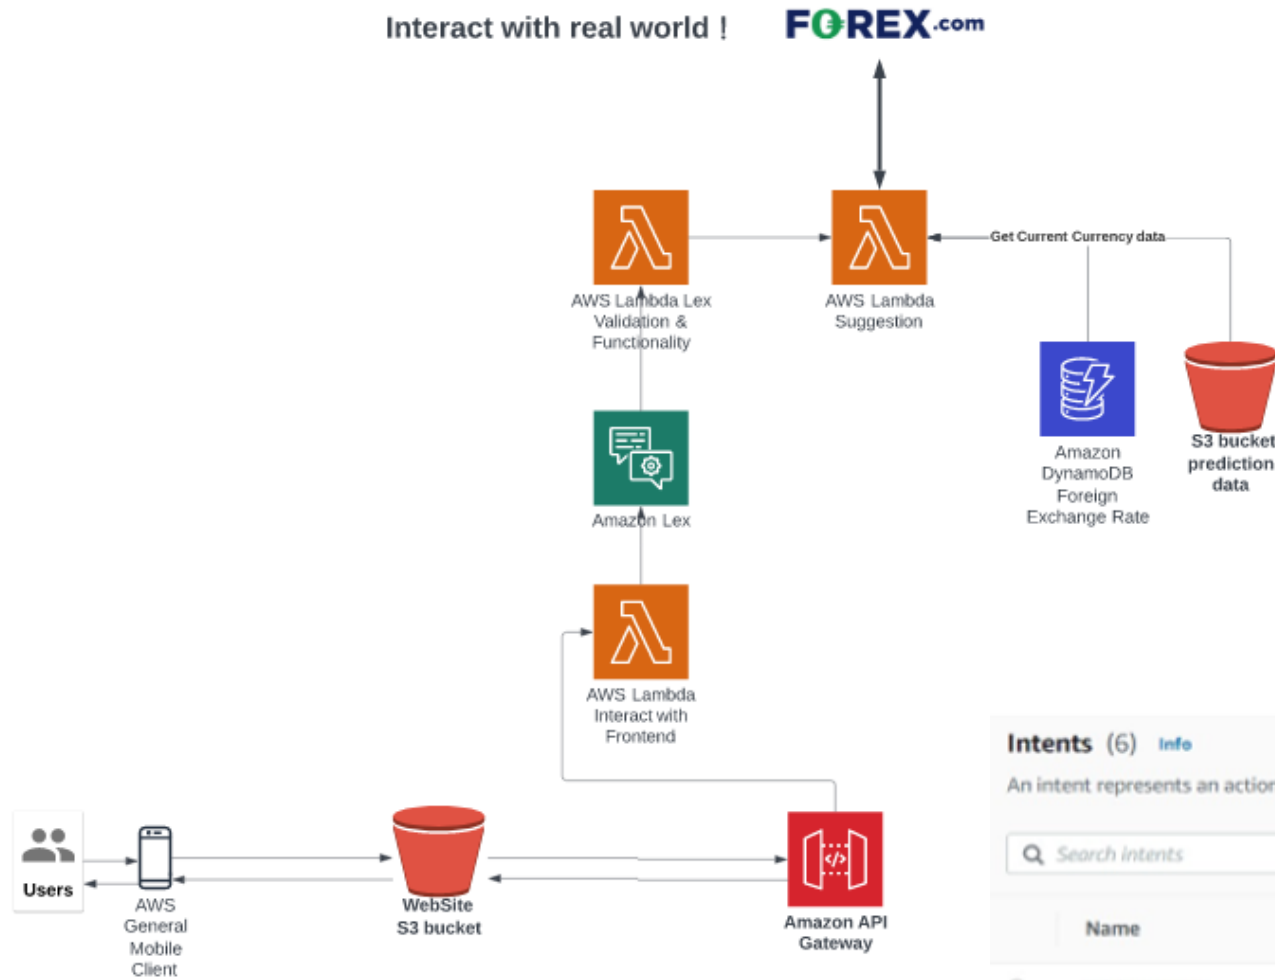 Interact with real world !
FOREX.com
AWS Lambda Lex
Validation &
Functionality
AWS Lambda
Suggestion
Get Current Currency data
Amazon
DynamoDB
Foreign
Exchange Rate
S3 bucket
prediction
data
Amazon Lex
AWS Lambda
Interact with
Frontend
Intents (6) Info
An intent represents an action
Search intents
Name
Users
AWS
General
Mobile
Client
WebSite
S3 bucket
Amazon API
Gateway